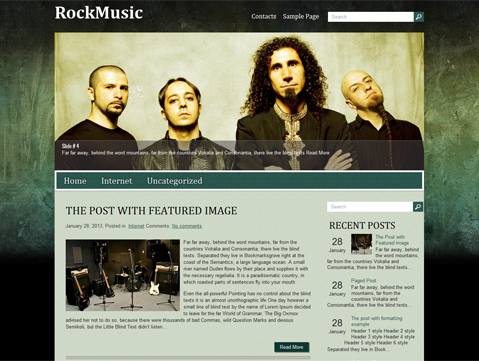 RockMusic
Contacts Sample Page Search
Slide # 4
Far far away, behind the word mountains, far from the countries Vokalia and Consonantia, there live the blind texts Read More
Home Internet Uncategorized
THE POST WITH FEATURED IMAGE
January 28, 2013, Posted in: Internet Comments: No comments
Far far away, behind the word mountains, far from the
countries Vokalia and Consonantia, there live the blind
texts. Separated they live in Bookmarksgrove right at the
coast of the Semantics, a large language ocean. A small
river named Duden flows by their place and supplies it with
the necessary regelialia. It is a paradisematic country, in
which roasted parts of sentences fly into your mouth.
Even the all-powerful Pointing has no control about the blind
texts it is an almost unorthographic life One day however a
small line of blind text by the name of Lorem Ipsum decided
to leave for the far World of Grammar. The Big Oxmox
advised her not to do so, because there were thousands of bad Commas, wild Question Marks and devious
Semikoli, but the Little Blind Text didn't listen.
Read More
Search
RECENT POSTS
28
January
The Post with
Featured Image
Far far away,
behind the word mountains, far
from the countries Vokalia and
Consonantia, there live the blind
texts...
28
January
Paged Post
Far far away, behind
the word mountains,
far from the countries Vokalia and
Consonantia, there live the blind
texts...
28
January
The post with
formatting example
Header 1 style Header 2 style
Header 3 style Header 4 style
Header 5 style Header 6 style
Separated they live in Book...